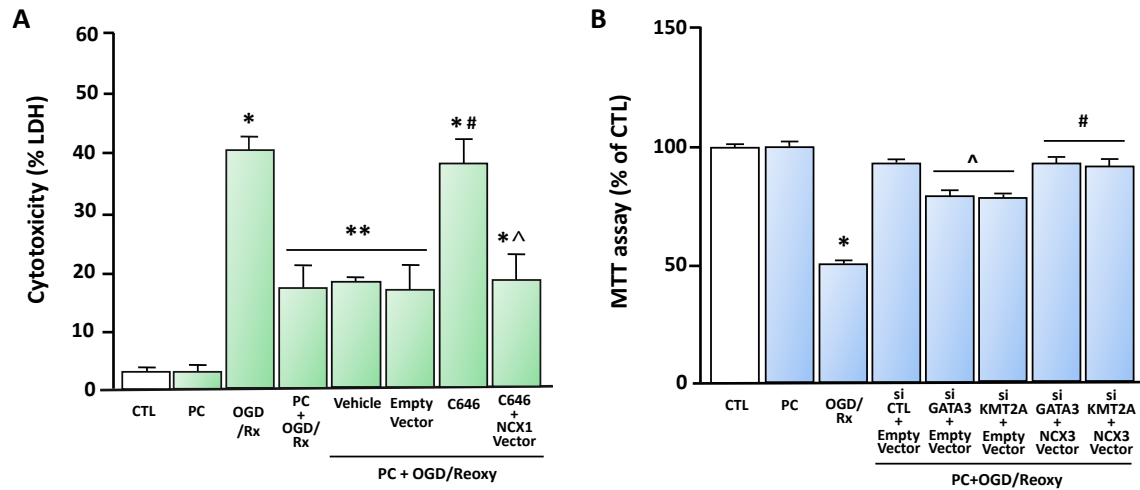 A
Cytotoxicity (% LDH)
60
50
40
30
20
10
0
*
**
* #
* ^
CTL
PC
OGD
/Rx
PC
+
OGD/
Rx
Vehicle
Empty
Vector
C646
C646
+
NCX1
Vector
PC + OGD/Reoxy
B
MTT assay (% of CTL)
150
100
50
0
*
^
#
CTL
PC
OGD/
Rx
si
CTL
+
Empty
Vector
si
GATA3
+
Empty
Vector
si
KMT2A
+
Empty
Vector
si
GATA3
+
NCX3
Vector
si
KMT2A
+
NCX3
Vector
PC+OGD/Reoxy